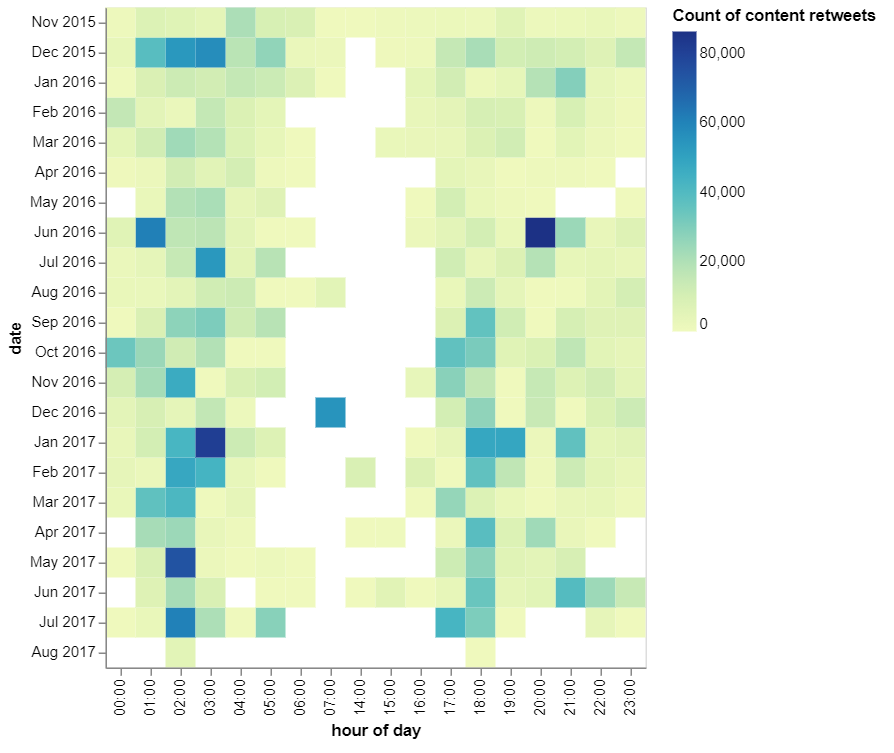 Count of content retweets
80,000
60,000
40,000
20,000
0
date
Nov 2015
Dec 2015
Jan 2016
Feb 2016
Mar 2016
Apr 2016
May 2016
Jun 2016
Jul 2016
Aug 2016
Sep 2016
Oct 2016
Nov 2016
Dec 2016
Jan 2017
Feb 2017
Mar 2017
Apr 2017
May 2017
Jun 2017
Jul 2017
Aug 2017
00:00
01:00
02:00
03:00
04:00
05:00
06:00
07:00
14:00
15:00
16:00
17:00
18:00
19:00
20:00
21:00
22:00
23:00
hour of day